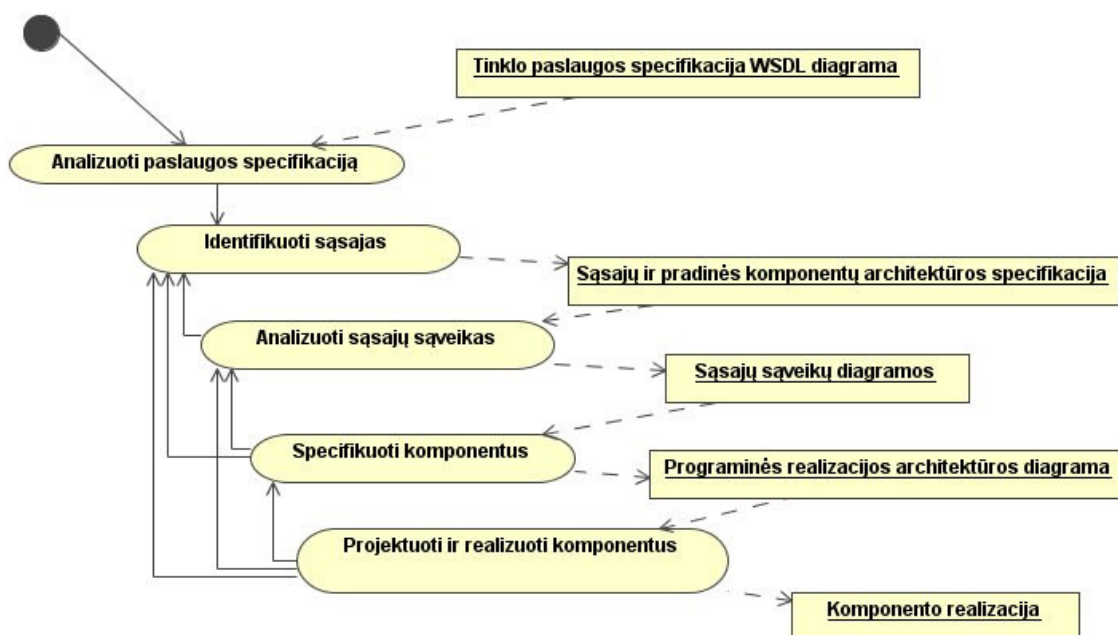 Tinklo paslaugos specifikacija WSDL diagrama
Analizuoti paslaugos specifikaciją
Identifikuoti sąsajas
Sąsajų ir pradinės komponentų architektūros specifikacija
Analizuoti sąsajų sąveikas
Sąsajų sąveikų diagramos
Specifikuoti komponentus
Programinės realizacijos architektūros diagrama
Projektuoti ir realizuoti komponentus
Komponento realizacija